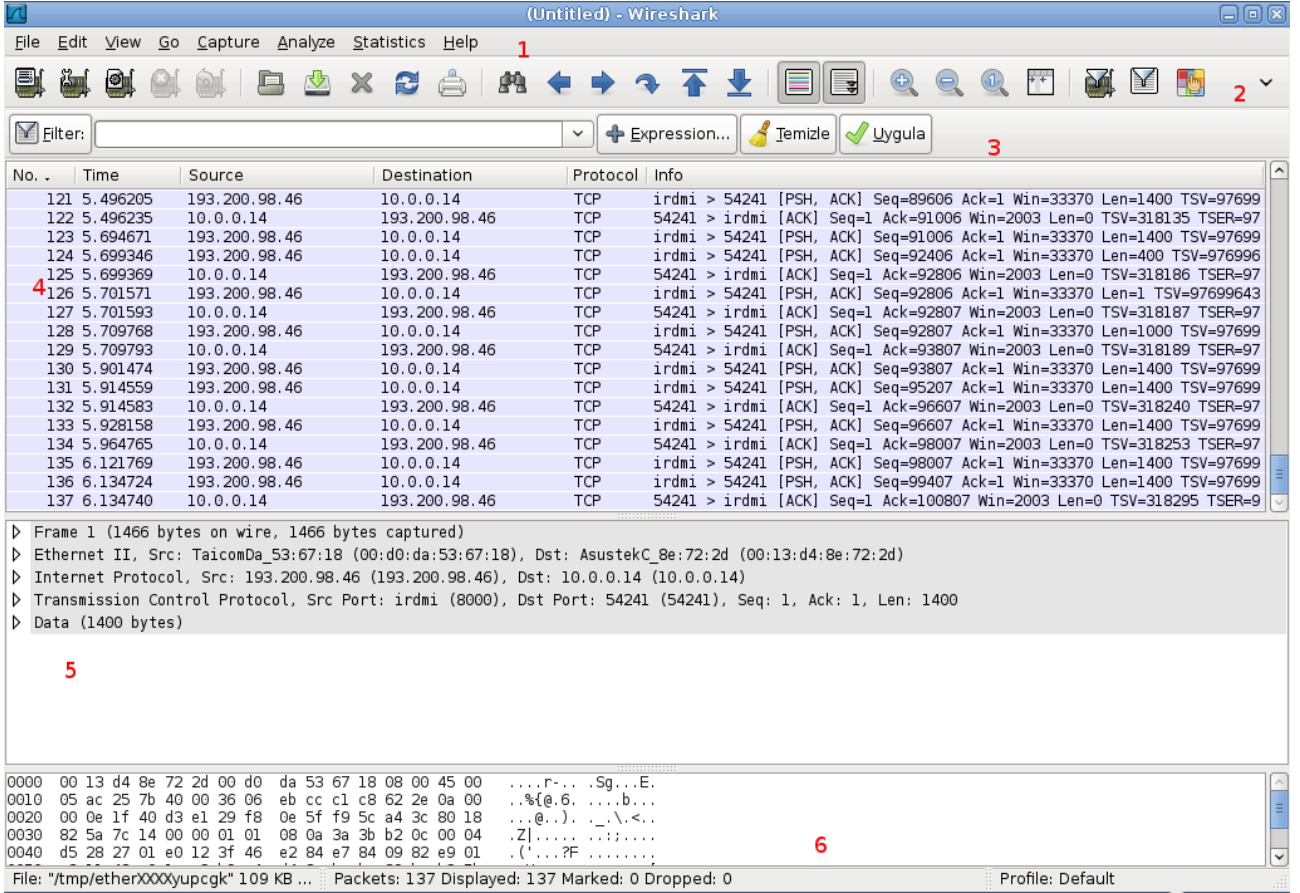 (Untitled) - Wireshark
File Edit View Go Capture Analyze Statistics Help
1
2
Filter: Expression... Temizle Uygula
3
No. . Time Source Destination Protocol Info
121 5.496205 193.200.98.46 10.0.0.14 TCP irdmi > 54241 [PSH, ACK] Seq=89606 Ack=1 Win=33370 Len=1400 TSV=97699
122 5.496235 10.0.0.14 193.200.98.46 TCP 54241 > irdmi [ACK] Seq=1 Ack=91006 Win=2003 Len=0 TSV=318135 TSER=97
123 5.694671 193.200.98.46 10.0.0.14 TCP irdmi > 54241 [PSH, ACK] Seq=91006 Ack=1 Win=33370 Len=1400 TSV=97699
124 5.699346 193.200.98.46 10.0.0.14 TCP irdmi > 54241 [PSH, ACK] Seq=92406 Ack=1 Win=33370 Len=400 TSV=976996
125 5.699369 10.0.0.14 193.200.98.46 TCP 54241 > irdmi [ACK] Seq=1 Ack=92806 Win=2003 Len=0 TSV=318186 TSER=97
4
126 5.701571 193.200.98.46 10.0.0.14 TCP irdmi > 54241 [PSH, ACK] Seq=92806 Ack=1 Win=33370 Len=1 TSV=97699643
127 5.701593 10.0.0.14 193.200.98.46 TCP 54241 > irdmi [ACK] Seq=1 Ack=92807 Win=2003 Len=0 TSV=318187 TSER=97
128 5.709768 193.200.98.46 10.0.0.14 TCP irdmi > 54241 [PSH, ACK] Seq=92807 Ack=1 Win=33370 Len=1000 TSV=97699
129 5.709793 10.0.0.14 193.200.98.46 TCP 54241 > irdmi [ACK] Seq=1 Ack=93807 Win=2003 Len=0 TSV=318189 TSER=97
130 5.901474 193.200.98.46 10.0.0.14 TCP irdmi > 54241 [PSH, ACK] Seq=93807 Ack=1 Win=33370 Len=1400 TSV=97699
131 5.914559 193.200.98.46 10.0.0.14 TCP irdmi > 54241 [PSH, ACK] Seq=95207 Ack=1 Win=33370 Len=1400 TSV=97699
132 5.914583 10.0.0.14 193.200.98.46 TCP 54241 > irdmi [ACK] Seq=1 Ack=96607 Win=2003 Len=0 TSV=318240 TSER=97
133 5.928158 193.200.98.46 10.0.0.14 TCP irdmi > 54241 [PSH, ACK] Seq=96607 Ack=1 Win=33370 Len=1400 TSV=97699
134 5.964765 10.0.0.14 193.200.98.46 TCP 54241 > irdmi [ACK] Seq=1 Ack=98007 Win=2003 Len=0 TSV=318253 TSER=97
135 6.121769 193.200.98.46 10.0.0.14 TCP irdmi > 54241 [PSH, ACK] Seq=98007 Ack=1 Win=33370 Len=1400 TSV=97699
136 6.134724 193.200.98.46 10.0.0.14 TCP irdmi > 54241 [PSH, ACK] Seq=99407 Ack=1 Win=33370 Len=1400 TSV=97699
137 6.134740 10.0.0.14 193.200.98.46 TCP 54241 > irdmi [ACK] Seq=1 Ack=100807 Win=2003 Len=0 TSV=318295 TSER=9
Frame 1 (1466 bytes on wire, 1466 bytes captured)
Ethernet II, Src: TaicomDa_53:67:18 (00:d0:da:53:67:18), Dst: AsustekC_8e:72:2d (00:13:d4:8e:72:2d)
Internet Protocol, Src: 193.200.98.46 (193.200.98.46), Dst: 10.0.0.14 (10.0.0.14)
Transmission Control Protocol, Src Port: irdmi (8000), Dst Port: 54241 (54241), Seq: 1, Ack: 1, Len: 1400
Data (1400 bytes)
5
0000 00 13 d4 8e 72 2d 00 d0 da 53 67 18 08 00 45 00 ....r-.. .Sg...E.
0010 05 ac 25 7b 40 00 36 06 eb cc c1 c8 62 2e 0a 00 ..%{@.6. ....b...
0020 00 0e 1f 40 d3 e1 29 f8 0e 5f f9 5c a4 3c 80 18 ...@..). ._.\.<..
0030 82 5a 7c 14 00 00 01 01 08 0a 3a 3b b2 0c 00 04 .Z|..... ..:;....
0040 d5 28 27 01 e0 12 3f 46 e2 84 e7 84 09 82 e9 01 .('...?F ........
6
File: "/tmp/etherXXXXyupcgk" 109 KB ... Packets: 137 Displayed: 137 Marked: 0 Dropped: 0 Profile: Default